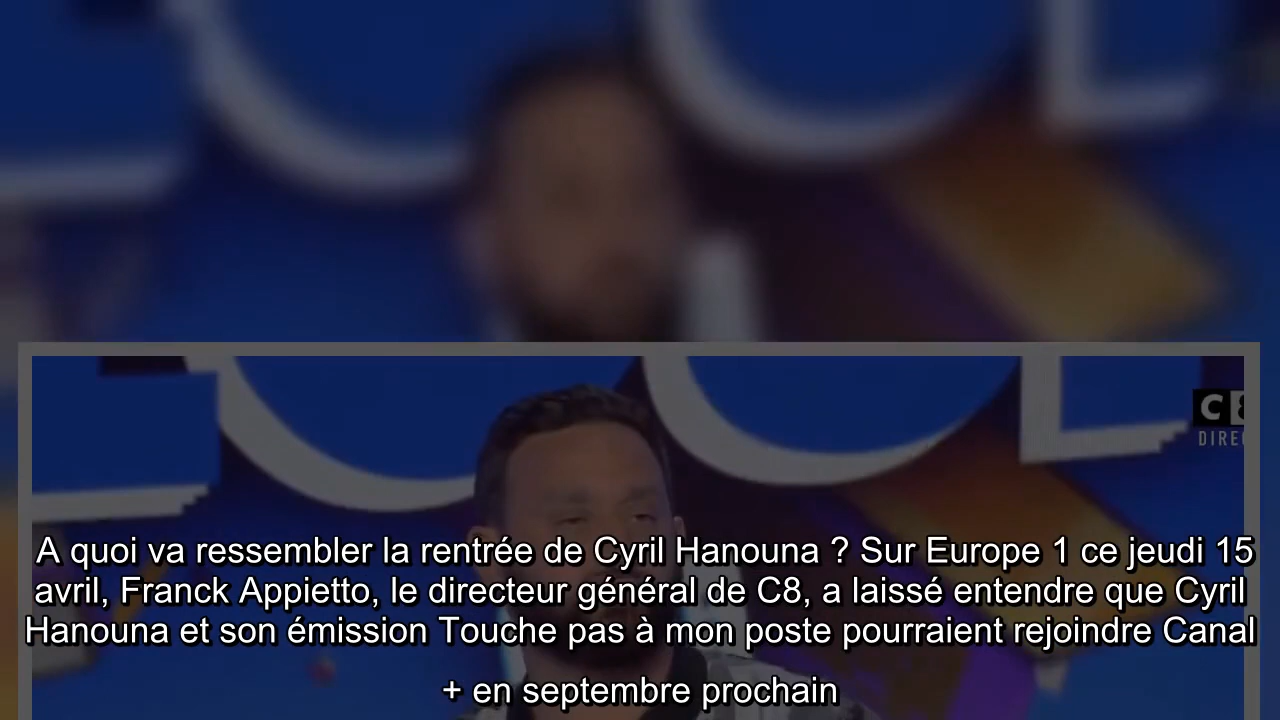 C8
DIREC
A quoi va ressembler la rentrée de Cyril Hanouna ? Sur Europe 1 ce jeudi 15
avril, Franck Appietto, le directeur général de C8, a laissé entendre que Cyril
Hanouna et son émission Touche pas à mon poste pourraient rejoindre Canal
+ en septembre prochain